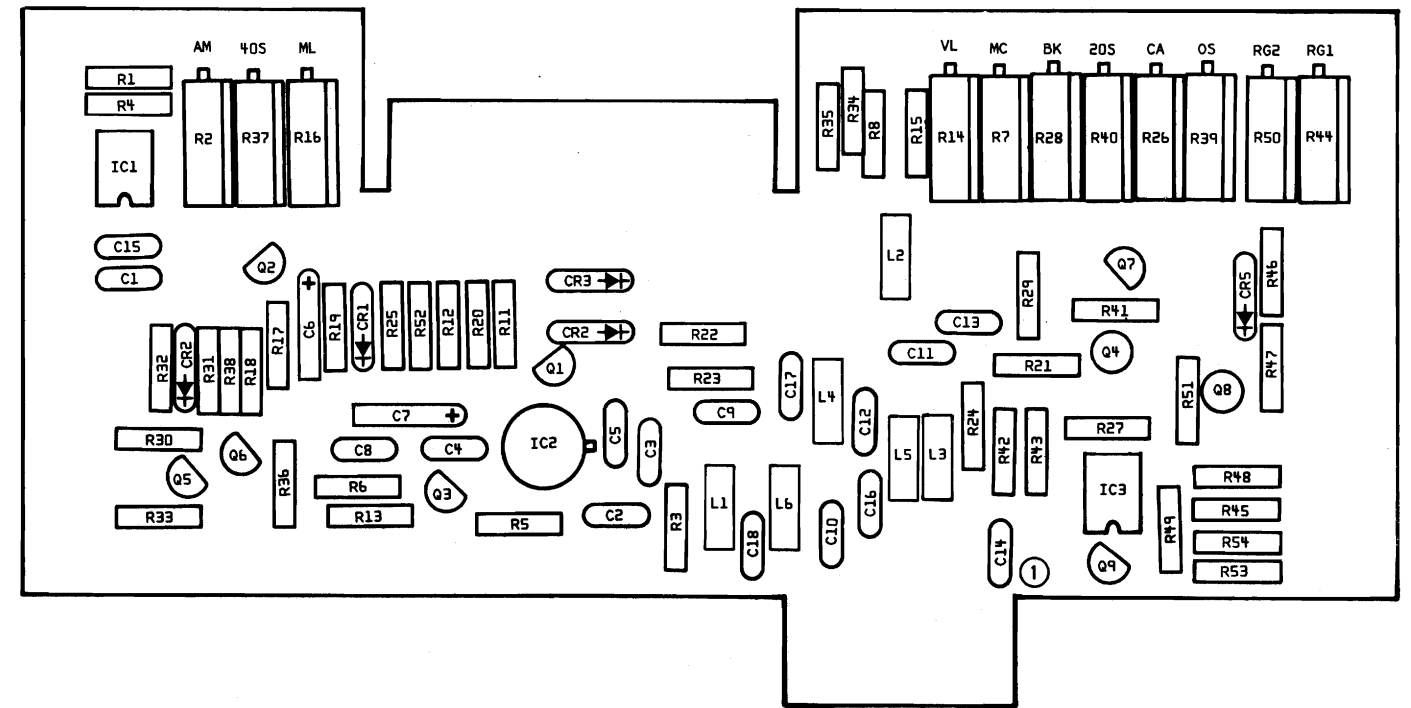 AM 40S ML
VL MC BK 20S CA OS RG2 RG1
R1
R4
R2 R37 R16
IC1
R35 R34 R8 R15 R14 R7 R28 R40 R26 R39 R50 R44
C15
C1
Q2
L2
CR3
CR2
Q7
R29
R41
CR5
R46
C6 R19 CR1 R25 R52 R12 R20 R11
R17
R32 CR2 R31 R38 R18
R22
C13
C11
Q4
R21
R47
Q1
R23
C17
L4
C12
R51
Q8
C7
C9
R24
R30
C8
C4
IC2
C5
C3
L5 L3
R42 R43
R27
Q6
Q5
R36
R6
Q3
R48
R13
R33
R5
C2
R3
L1
L6
C18
C10
C16
C14
1
IC3
R49
R45
Q9
R54
R53